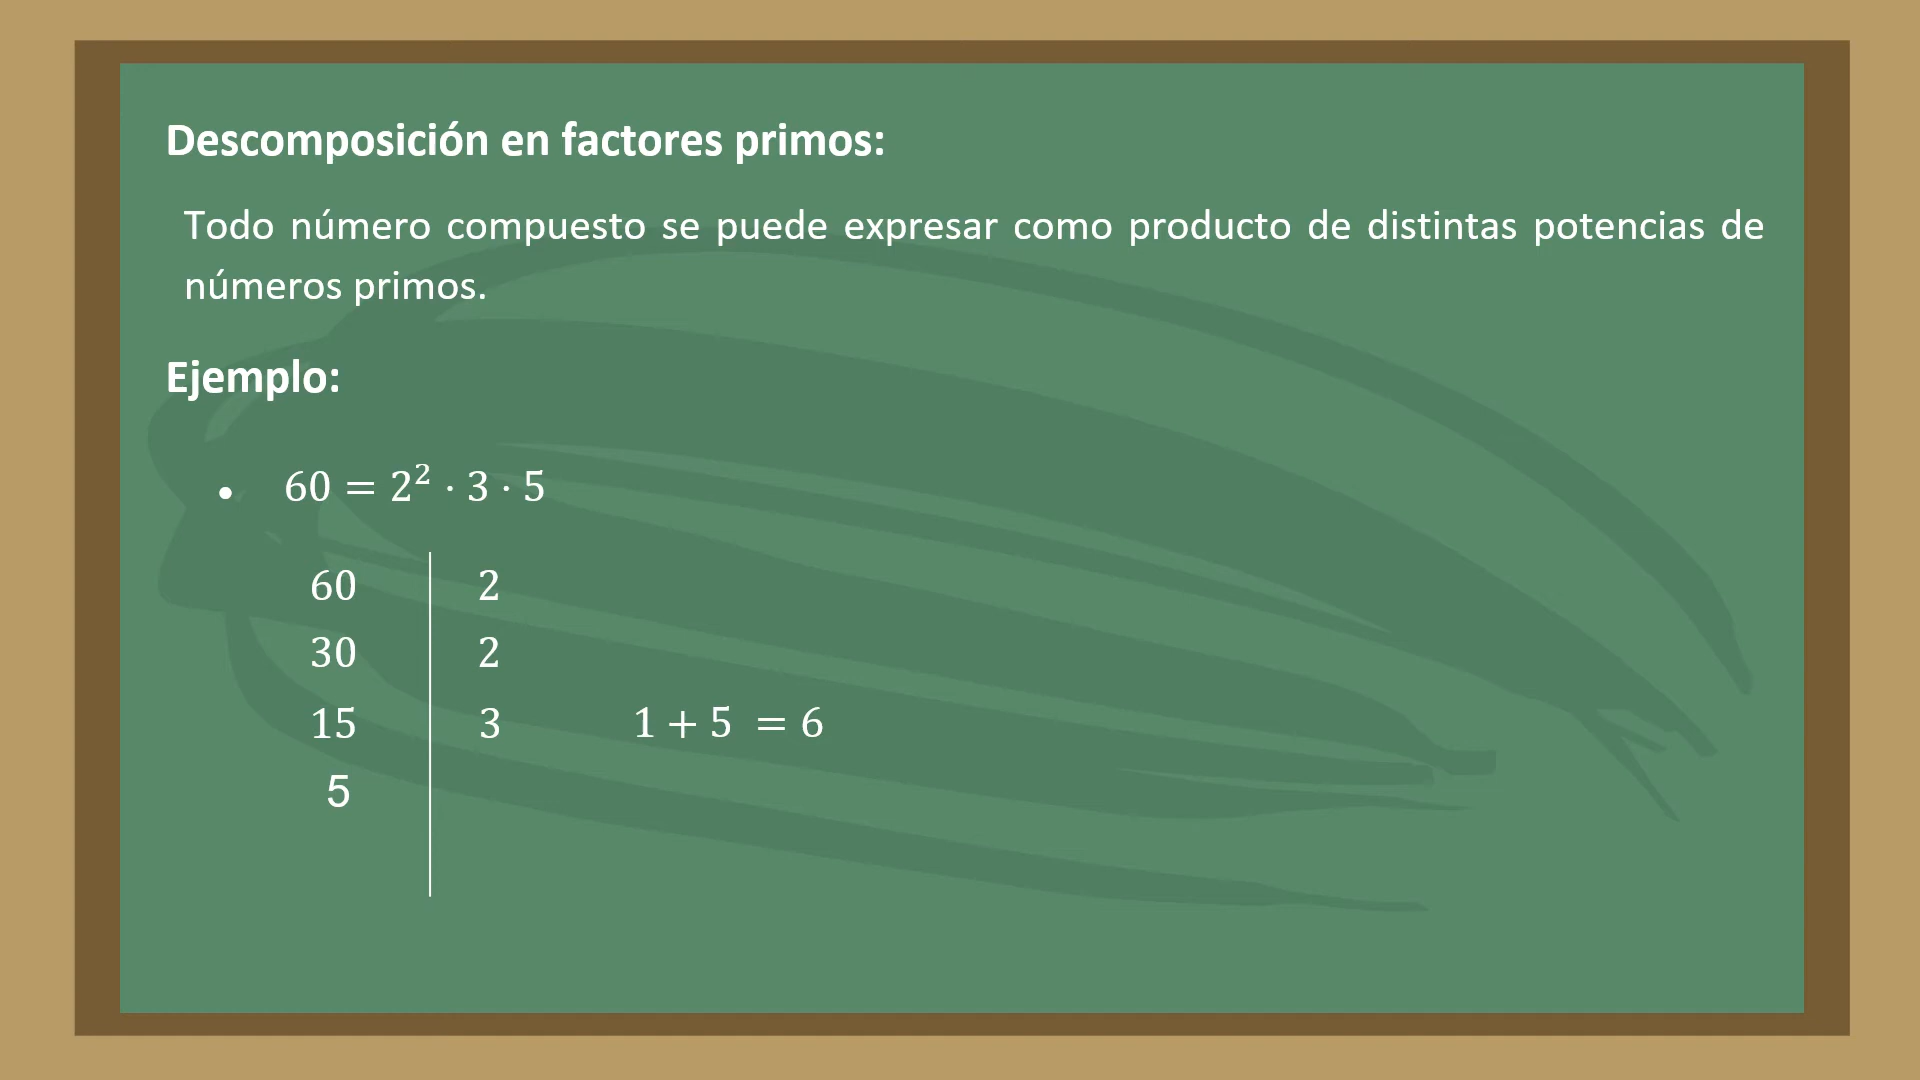 Descomposición en factores primos:
Todo número compuesto se puede expresar como producto de distintas potencias de
números primos.
Ejemplo:
• 60 = 2² · 3 · 5
60 2
30 2
15 3 1 + 5 = 6
5